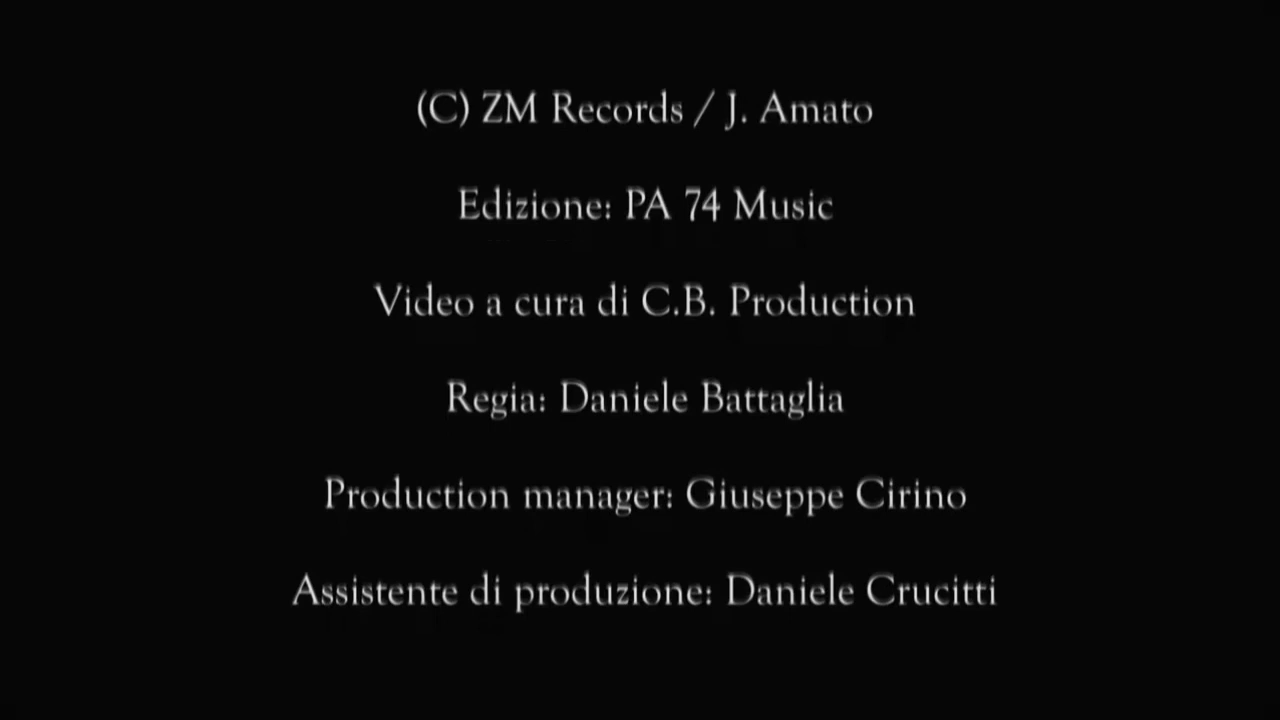 (C) ZM Records / J. Amato
Edizione: PA 74 Music
Video a cura di C.B. Production
Regia: Daniele Battaglia
Production manager: Giuseppe Cirino
Assistente di produzione: Daniele Crucitti